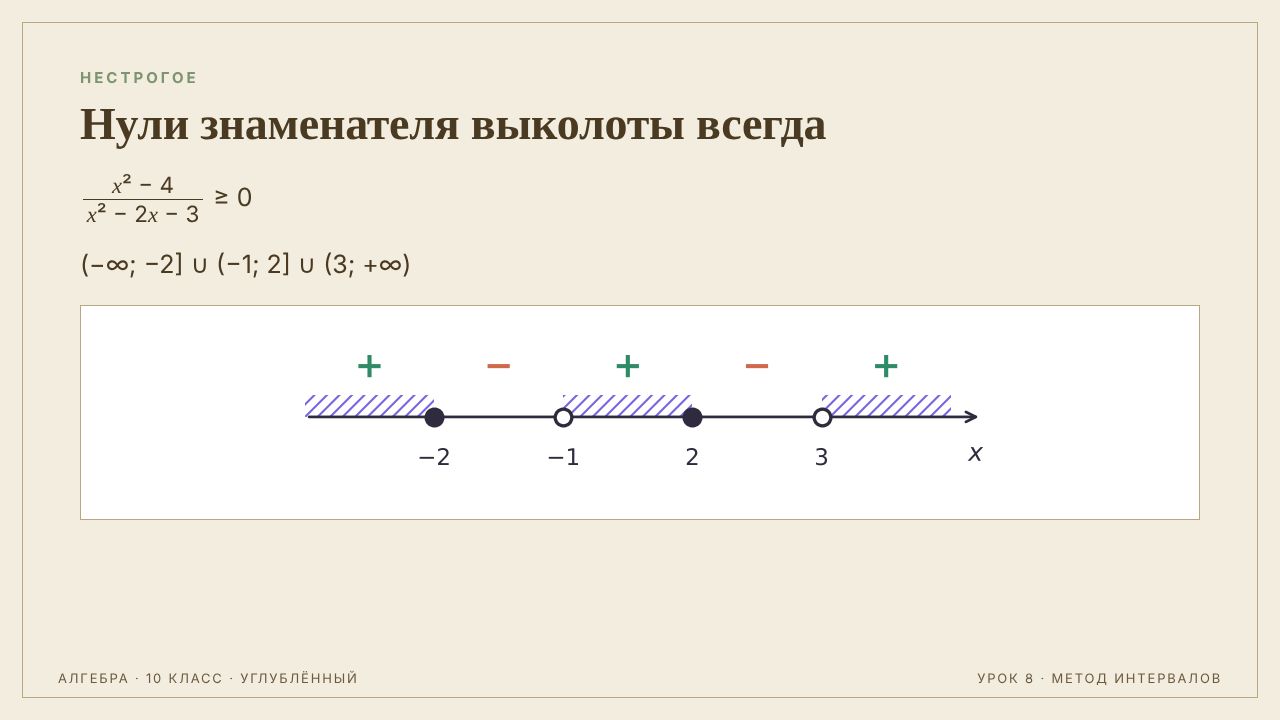 НЕСТРОГОЕ
Нули знаменателя выколоты всегда
x² − 4
x² − 2x − 3
≥ 0
(−∞; −2] ∪ (−1; 2] ∪ (3; +∞)
+ − + − +
−2 −1 2 3 x
АЛГЕБРА · 10 КЛАСС · УГЛУБЛЁННЫЙ
УРОК 8 · МЕТОД ИНТЕРВАЛОВ